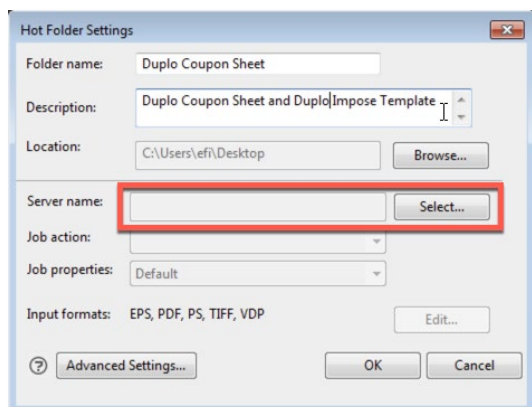 Hot Folder Settings
Folder name: Duplo Coupon Sheet
Description: Duplo Coupon Sheet and Duplo Impose Template
Location: C:\Users\efi\Desktop Browse...
Server name: Select...
Job action:
Job properties: Default
Input formats: EPS, PDF, PS, TIFF, VDP Edit...
? Advanced Settings... OK Cancel